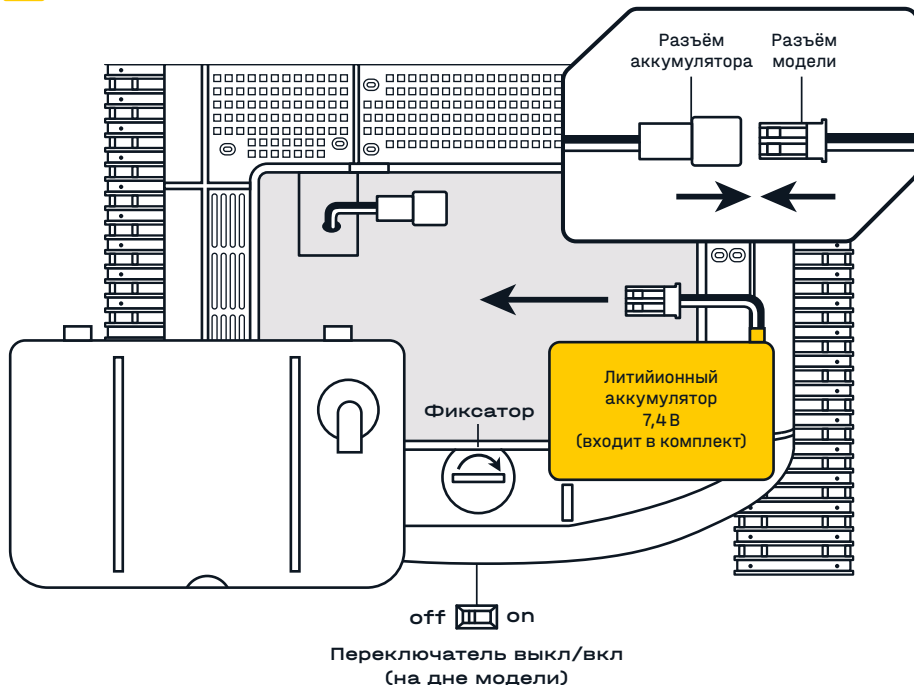 Разъём
аккумулятора
Разъём
модели
Литийионный
аккумулятор
7,4 В
(входит в комплект)
Фиксатор
off on
Переключатель выкл/вкл
(на дне модели)